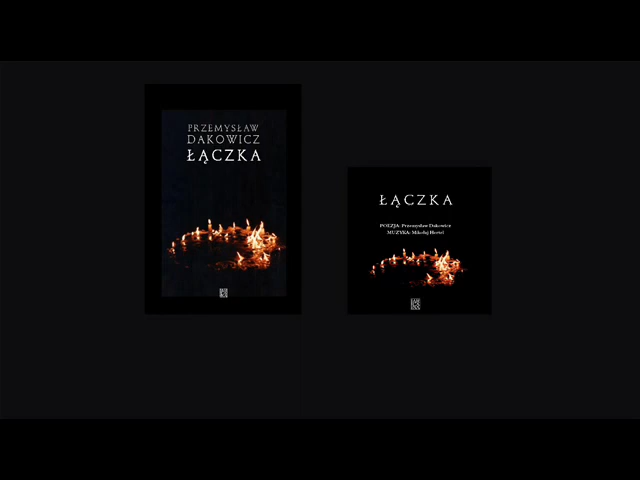 PRZEMYSŁAW
DAKOWICZ
ŁĄCZKA
ŁĄCZKA
POEZJA: Przemysław Dakowicz
MUZYKA: Mikołaj Hertel